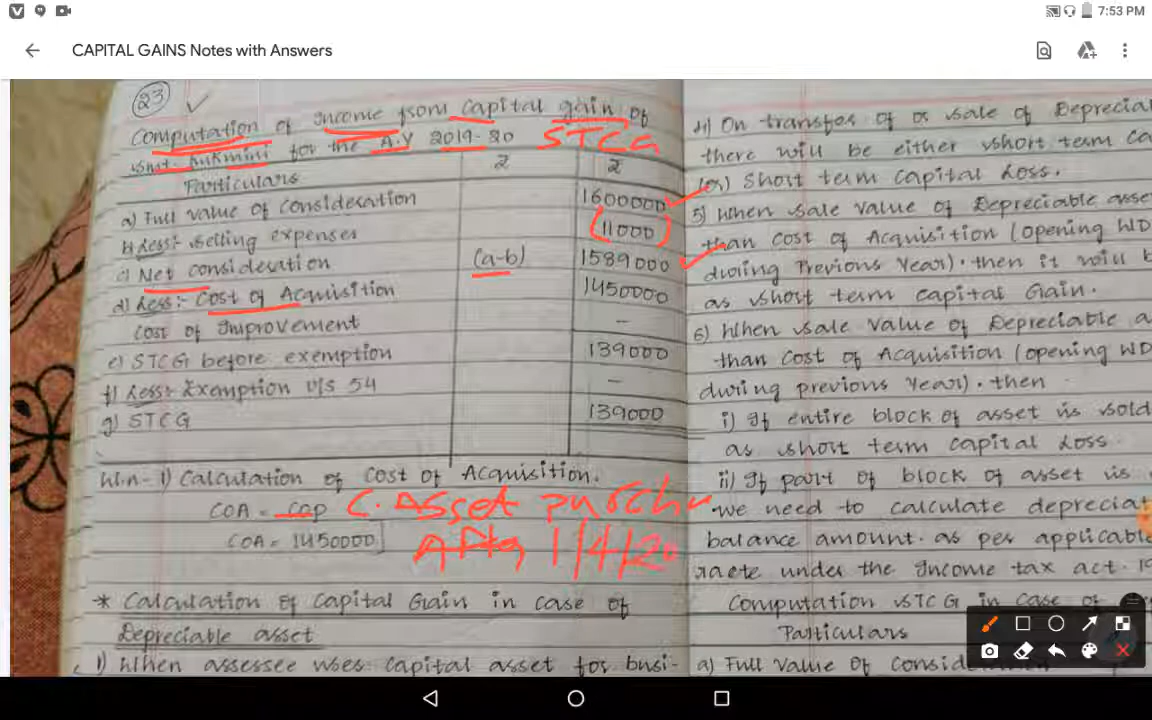 7:53 PM
CAPITAL GAINS Notes with Answers
23
Computation of Income from Capital gain of
Smt. Rukmini for the A.Y 2019-20 STCG
Particulars ₹ ₹
a) Full value of Consideration 1600000
b) Less:- Selling expenses (11000)
c) Net consideration (a-b) 1589000
d) Less:- Cost of Acquisition 1450000
Cost of Improvement -
e) STCG before exemption 139000
f) Less:- Exemption U/S 54 -
g) STCG 139000
W.n-1) Calculation of Cost of Acquisition.
COA = COP C. Asset purch
COA = 1450000 After 1/4/20
* Calculation of Capital Gain in case of
Depreciable asset
1) When assessee uses capital asset for busi-
4) On transfer of or sale of Deprecia
there will be either short term ca
(or) Short term Capital Loss.
5) When sale value of Depreciable asse
than Cost of Acquisition (opening WD
during Previous Year). then it will b
as short term Capital Gain.
6) When sale value of Depreciable a
than Cost of Acquisition (opening WD
during previous Year). then
i) If entire block of asset is sold
as short term capital Loss.
ii) If part of block of asset is
we need to calculate depreciat
balance amount. as per applicable
racte under the Income tax act. 19
Computation STCG in case of
Particulars
a) Full Value of Consideration